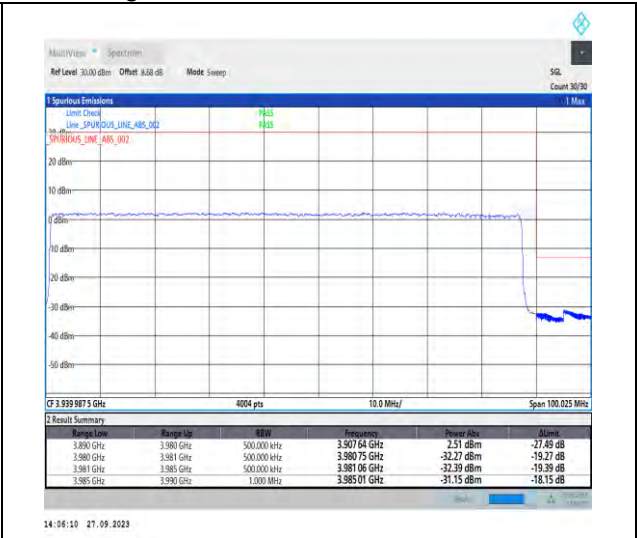 MultiView Spectrum
Ref Level 30.00 dBm Offset 8.68 dB Mode Sweep SGL
Count 30/30
1 Spurious Emissions 1 Max
Limit Check PASS
Line _SPURIOUS_LINE_ABS_002 PASS
_SPURIOUS_LINE_ABS_002
20 dBm
10 dBm
0 dBm
-10 dBm
-20 dBm
-30 dBm
-40 dBm
-50 dBm
CF 3.939 987 5 GHz 4004 pts 10.0 MHz/ Span 100.025 MHz
2 Result Summary
Range Low Range Up RBW Frequency Power Abs ΔLimit
3.890 GHz 3.980 GHz 500.000 kHz 3.907 64 GHz 2.51 dBm -27.49 dB
3.980 GHz 3.981 GHz 500.000 kHz 3.980 75 GHz -32.27 dBm -19.27 dB
3.981 GHz 3.985 GHz 500.000 kHz 3.981 06 GHz -32.39 dBm -19.39 dB
3.985 GHz 3.990 GHz 1.000 MHz 3.985 01 GHz -31.15 dBm -18.15 dB
14:06:10 27.09.2023